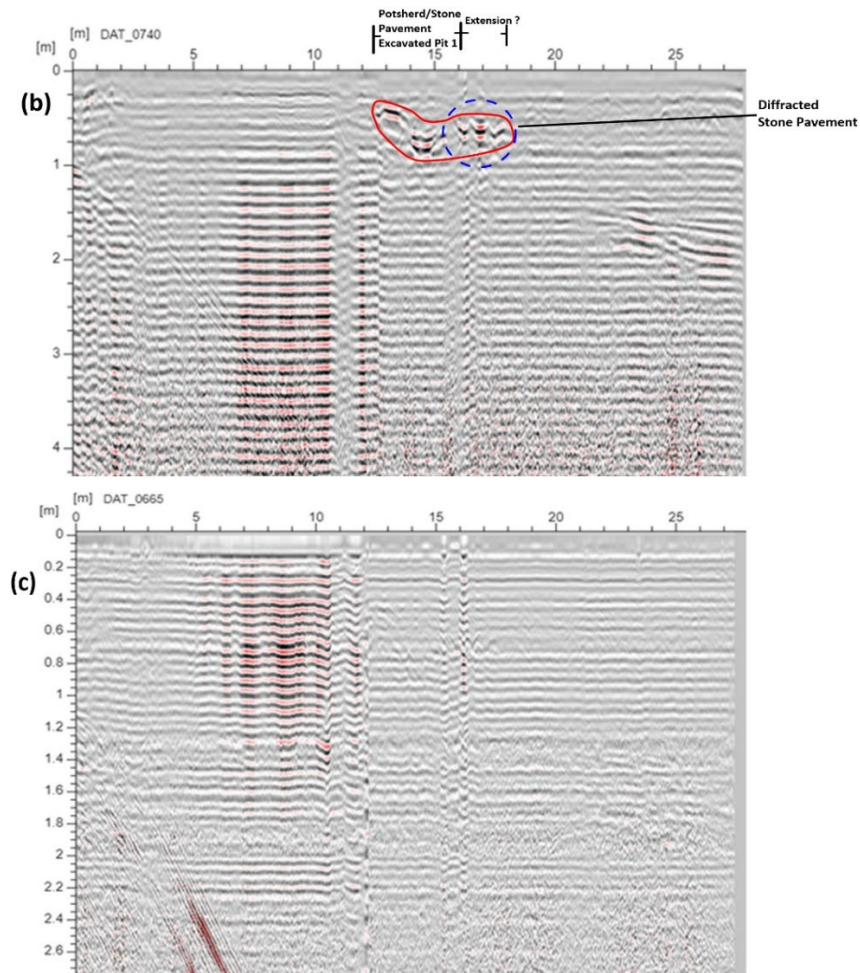 Potsherd/Stone
Pavement
Excavated Pit 1
Extension ?
[m] DAT_0740
[m] 0 5 10 15 20 25
(b)
0
1
2
3
4
Diffracted
Stone Pavement
[m] DAT_0665
[m] 0 5 10 15 20 25
(c)
0
0.2
0.4
0.6
0.8
1
1.2
1.4
1.6
1.8
2
2.2
2.4
2.6